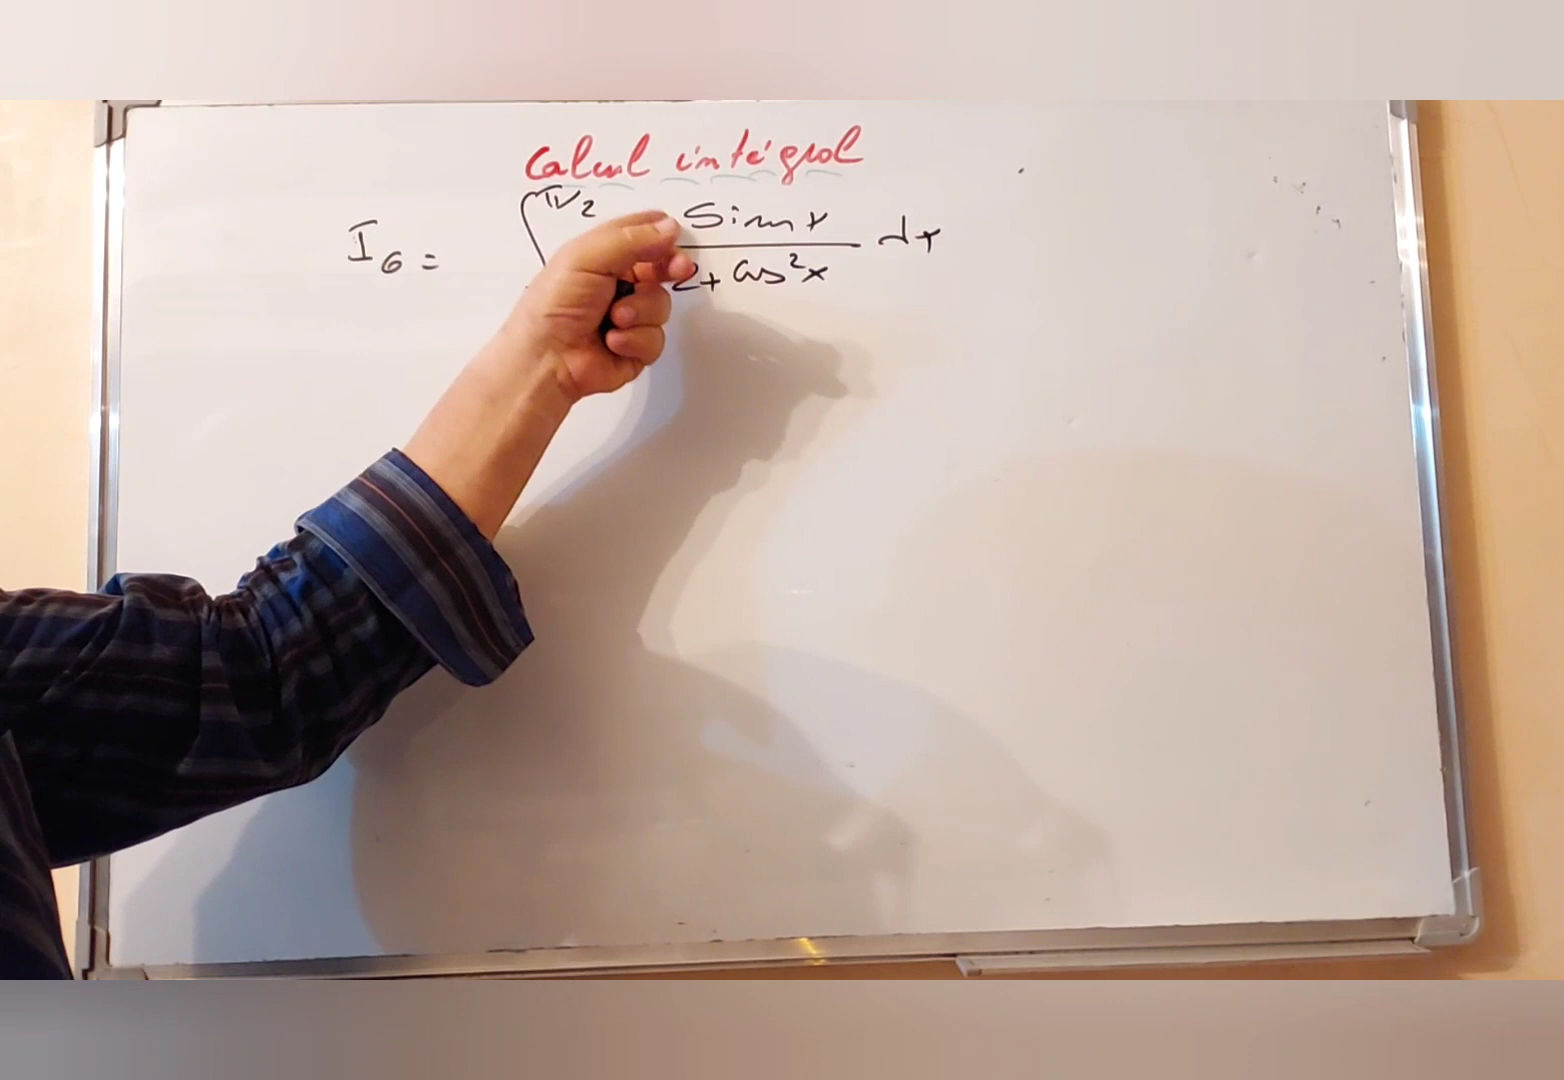 Calcul intégral
I6 = ∫ π/2 sin x / 2 + cos²x dx